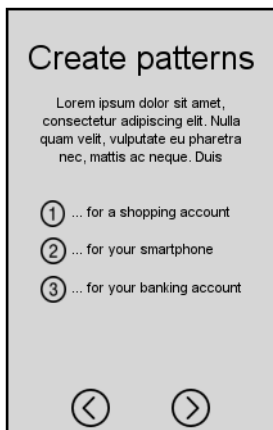 Create patterns
Lorem ipsum dolor sit amet,
consectetur adipiscing elit. Nulla
quam velit, vulputate eu pharetra
nec, mattis ac neque. Duis
1 ... for a shopping account
2 ... for your smartphone
3 ... for your banking account